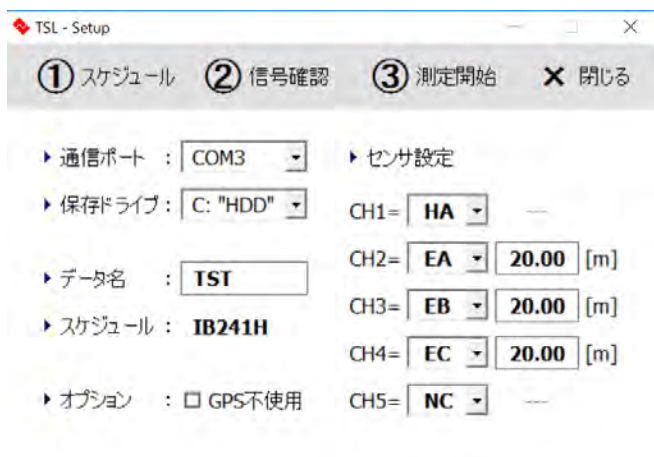 TSL - Setup
① スケジュール ② 信号確認 ③ 測定開始 ✕ 閉じる
通信ポート : COM3
保存ドライブ : C: "HDD"
データ名 : TST
スケジュール : IB241H
オプション : GPS不使用
センサ設定
CH1= HA ---
CH2= EA 20.00 [m]
CH3= EB 20.00 [m]
CH4= EC 20.00 [m]
CH5= NC ---